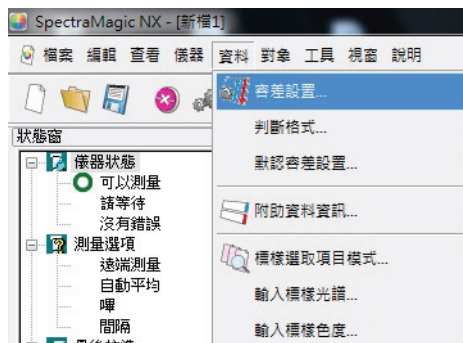 SpectraMagic NX - [新檔1]
檔案 編輯 查看 儀器 資料 對象 工具 視窗 說明
狀態窗
儀器狀態
可以測量
請等待
沒有錯誤
測量選項
遠端測量
自動平均
嗶
間隔
容差設置...
判斷格式...
默認容差設置...
附助資料資訊...
標樣選取項目模式...
輸入標樣光譜...
輸入標樣色度...